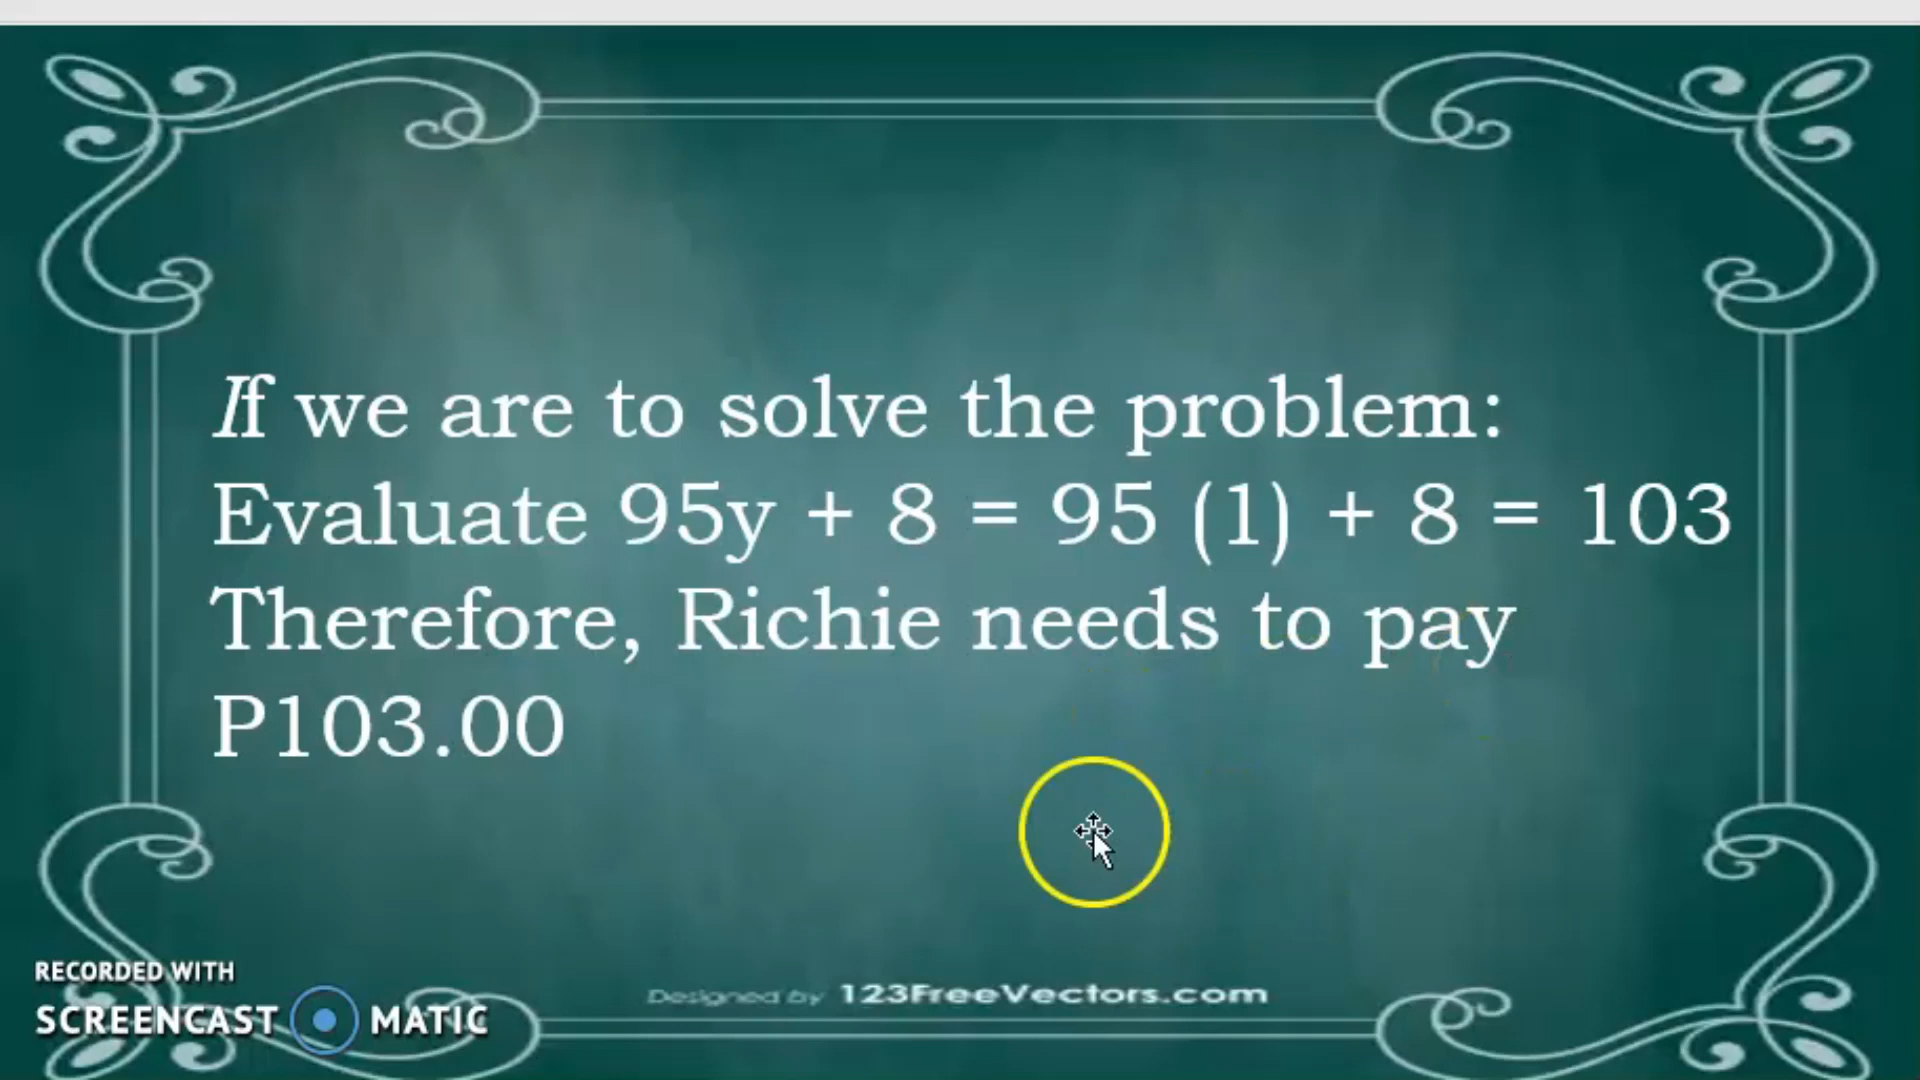 If we are to solve the problem:
Evaluate 95y + 8 = 95 (1) + 8 = 103
Therefore, Richie needs to pay
P103.00
RECORDED WITH
SCREENCAST MATIC
Designed by 123FreeVectors.com